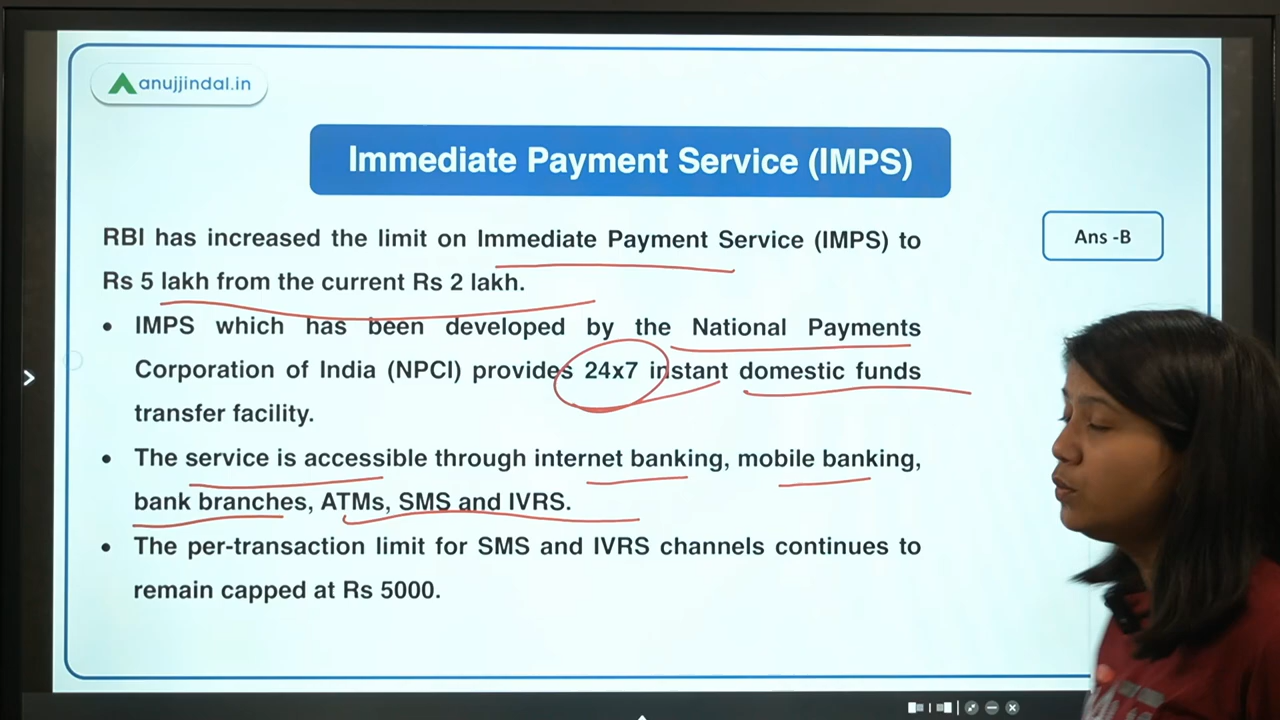 anujjindal.in
Immediate Payment Service (IMPS)
RBI has increased the limit on Immediate Payment Service (IMPS) to
Rs 5 lakh from the current Rs 2 lakh.
Ans -B
• IMPS which has been developed by the National Payments
Corporation of India (NPCI) provides 24x7 instant domestic funds
transfer facility.
• The service is accessible through internet banking, mobile banking,
bank branches, ATMs, SMS and IVRS.
• The per-transaction limit for SMS and IVRS channels continues to
remain capped at Rs 5000.